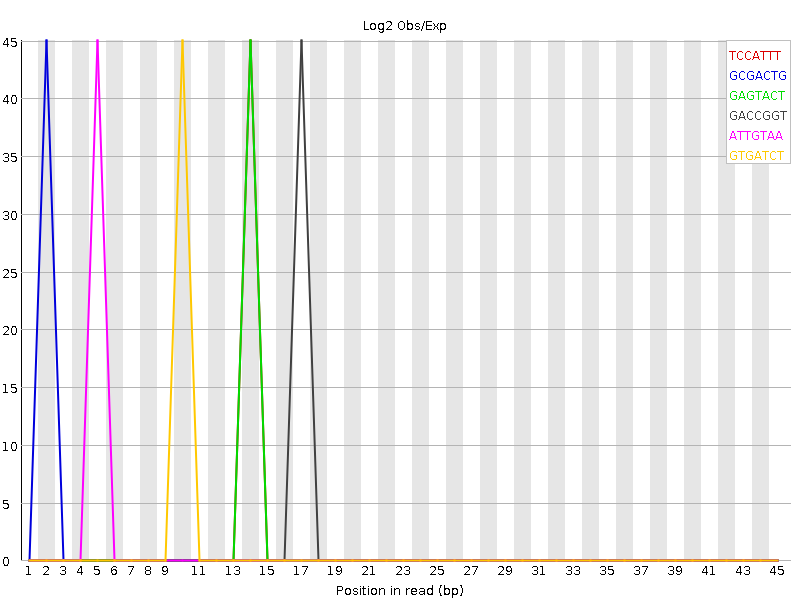 Log2 Obs/Exp
45
40
35
30
25
20
15
10
5
0
TCCATTT
GCGACTG
GAGTACT
GACCGGT
ATTGTAA
GTGATCT
1 2 3 4 5 6 7 8 9 11 13 15 17 19 21 23 25 27 29 31 33 35 37 39 41 43 45
Position in read (bp)